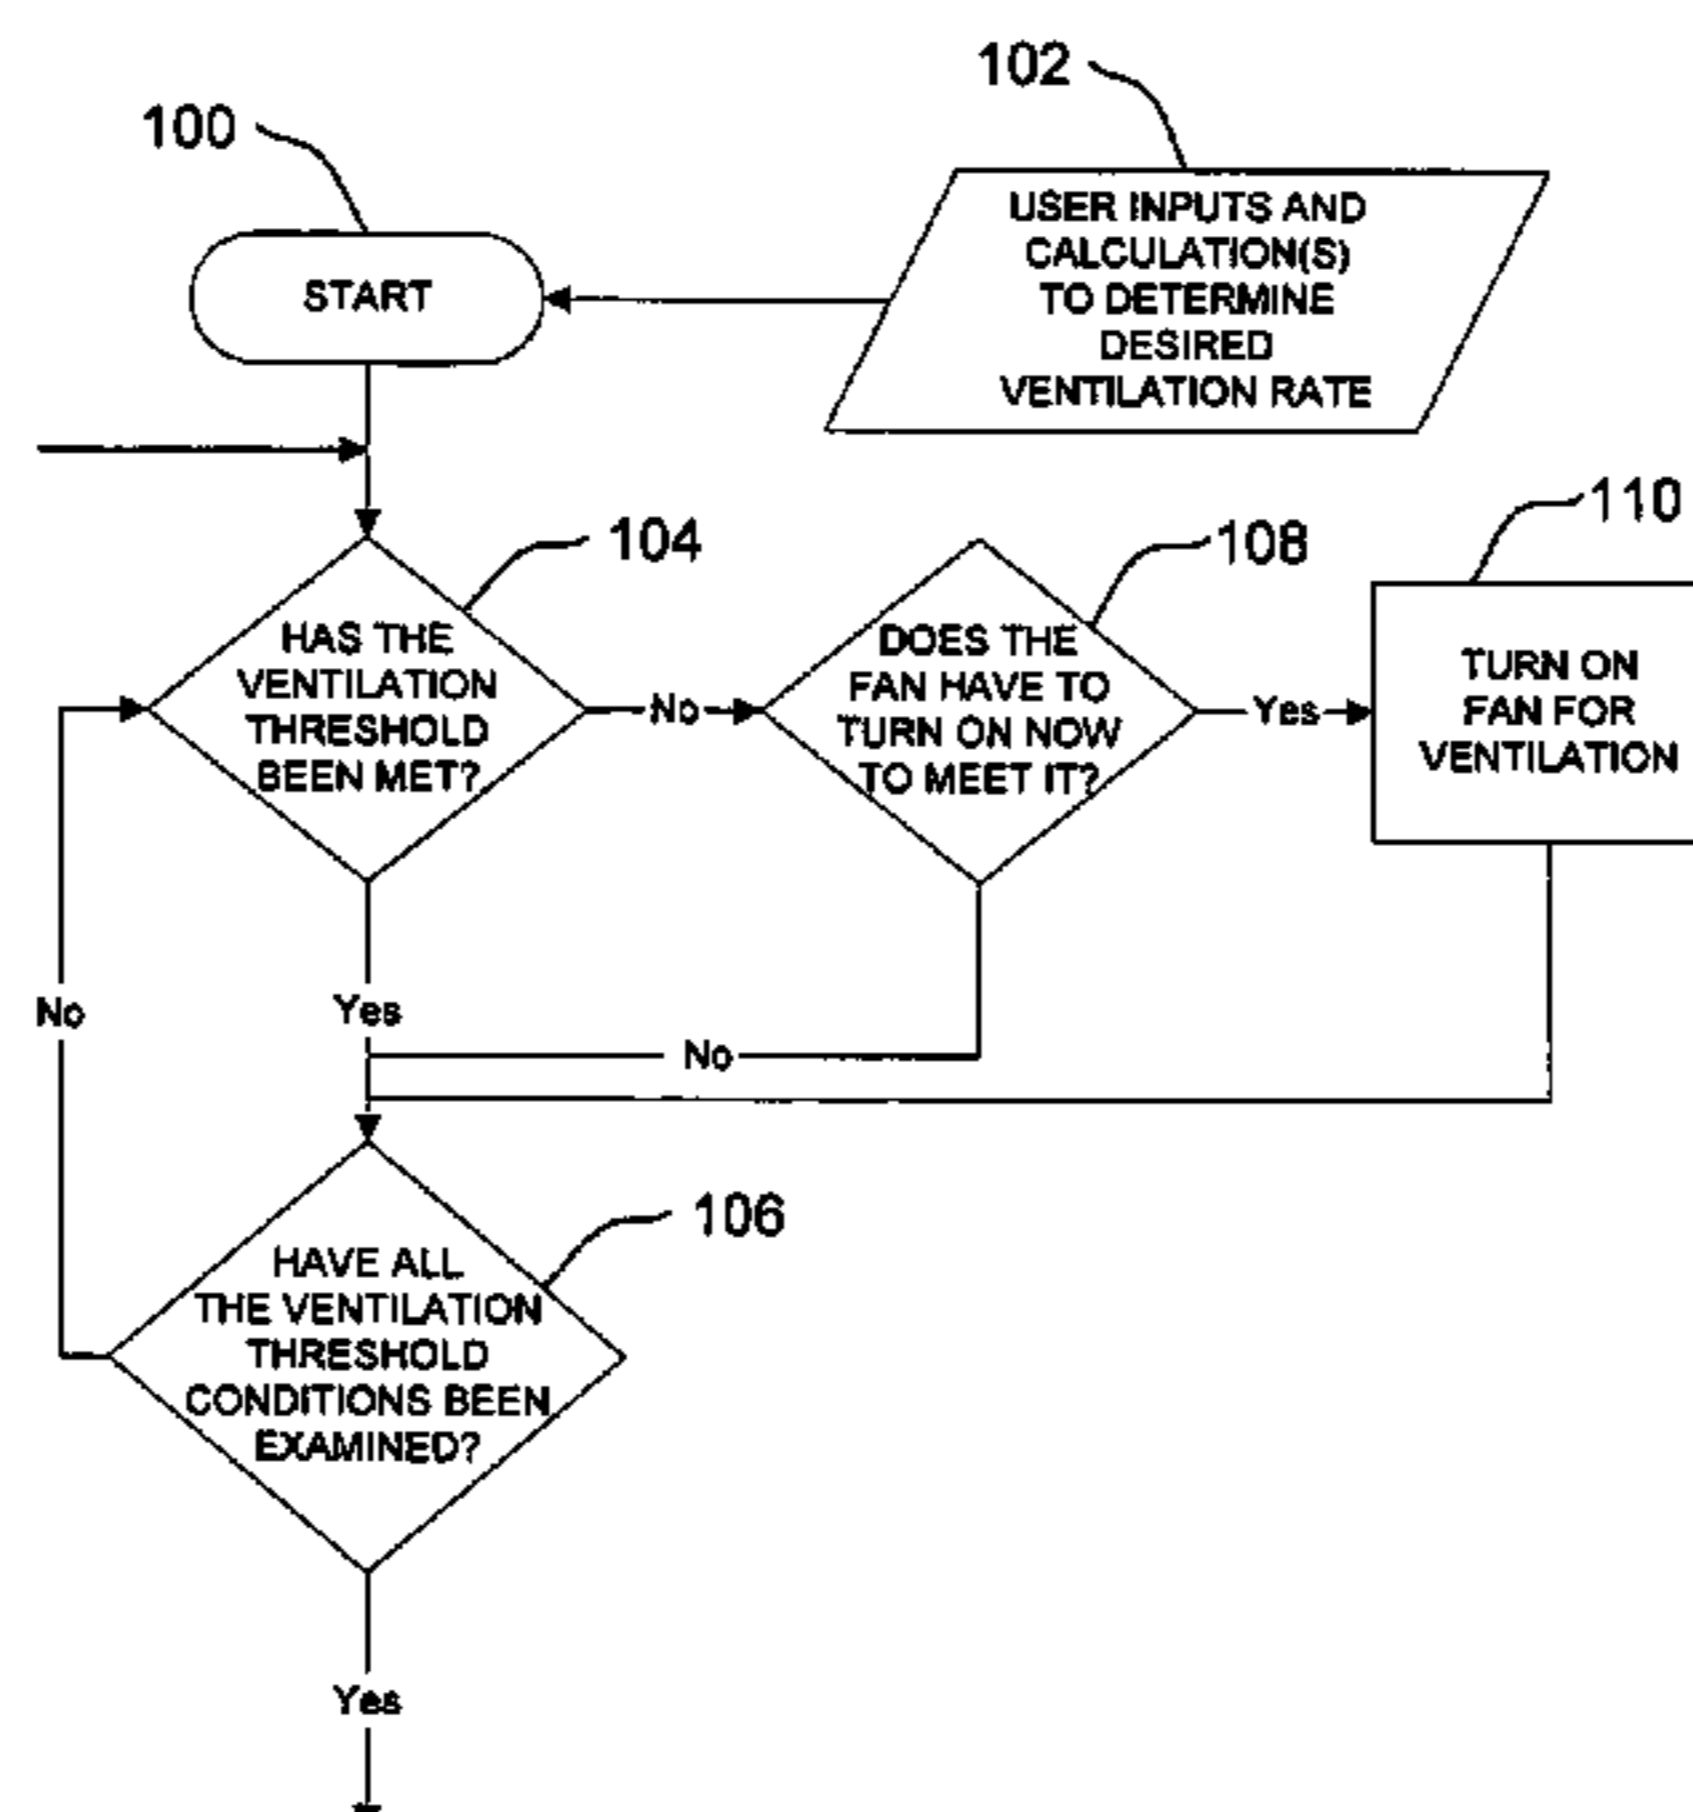 102
100
USER INPUTS AND
CALCULATION(S)
TO DETERMINE
DESIRED
VENTILATION RATE
START
110
104
108
HAS THE
VENTILATION
THRESHOLD
BEEN MET?
No
DOES THE
FAN HAVE TO
TURN ON NOW
TO MEET IT?
Yes
TURN ON
FAN FOR
VENTILATION
No
Yes
No
106
HAVE ALL
THE VENTILATION
THRESHOLD
CONDITIONS BEEN
EXAMINED?
Yes